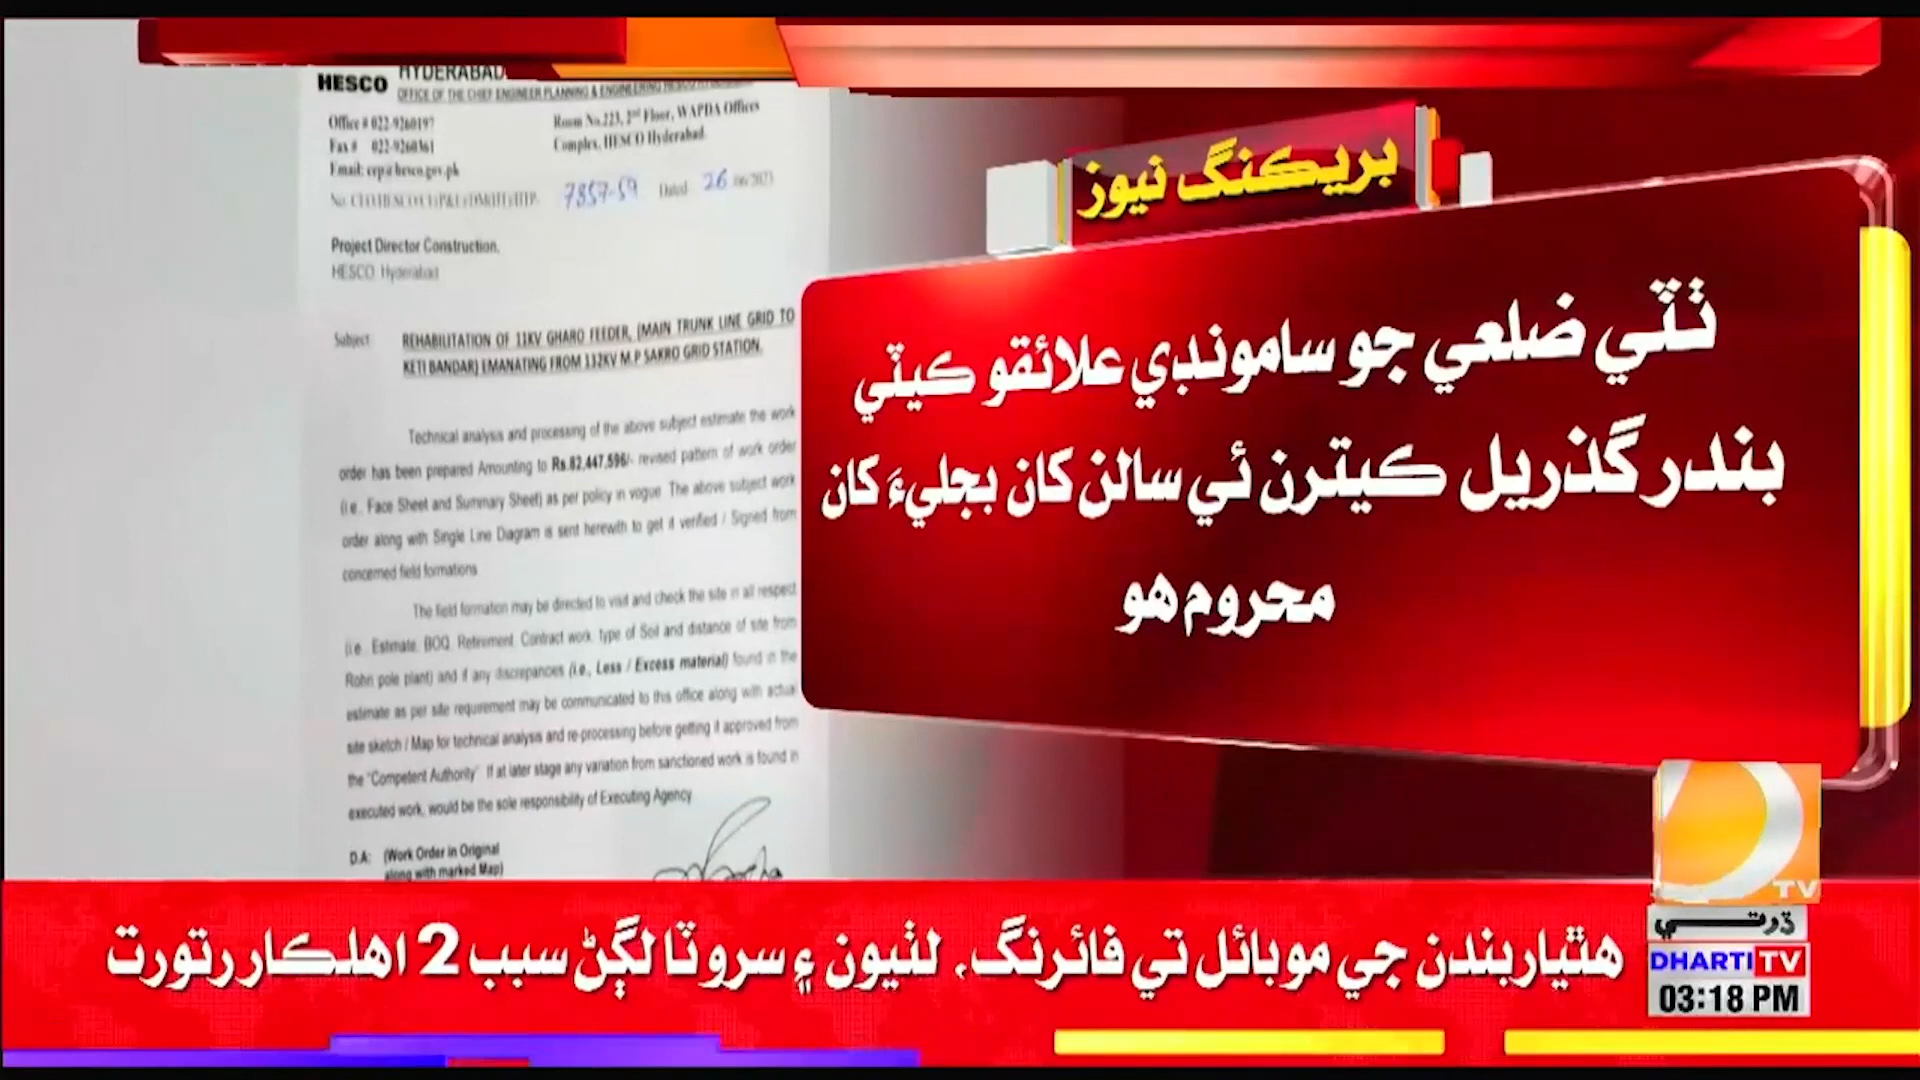 HESCO
HYDERABAD
OFFICE OF THE CHIEF ENGINEER PLANNING & ENGINEERING HESCO
Office # 022-9260197
Fax # 022-9260361
Email: cep@hesco.gov.pk
Room No.223, 2nd Floor, WAPDA Offices
Complex, HESCO Hyderabad.
7357-59 Dated 26 /06/2023
Project Director Construction,
HESCO Hyderabad
Subject: REHABILITATION OF 11KV GHARO FEEDER, (MAIN TRUNK LINE GRID TO
KETI BANDAR) EMANATING FROM 132KV M.P SAKRO GRID STATION.
Technical analysis and processing of the above subject estimate the work
order has been prepared Amounting to Rs.82,447,596/- revised pattern of work order
(i.e., Face Sheet and Summary Sheet) as per policy in vogue. The above subject work
order along with Single Line Diagram is sent herewith to get it verified / Signed from
concerned field formations.
The field formation may be directed to visit and check the site in all respect
(i.e., Estimate, BOQ, Retirement, Contract work, type of Soil and distance of site from
Rohri pole plant) and if any discrepancies (i.e., Less / Excess material) found in the
estimate as per site requirement may be communicated to this office along with actual
site sketch / Map for technical analysis and re-processing before getting it approved from
the "Competent Authority". If at later stage any variation from sanctioned work is found in
executed work, would be the sole responsibility of Executing Agency.
D.A: (Work Order in Original
along with marked Map)
بريڪنگ نيوز
ٺٽي ضلعي جو سامونڊي علائقو ڪيٽي
بندر گذريل ڪيترن ئي سالن کان بجليءَ کان
محروم هو
TV
ڌرتي
DHARTI TV
03:18 PM
هٿياربندن جي موبائل تي فائرنگ، لٺيون ۽ سروٽا لڳڻ سبب 2 اهلڪار رتورت